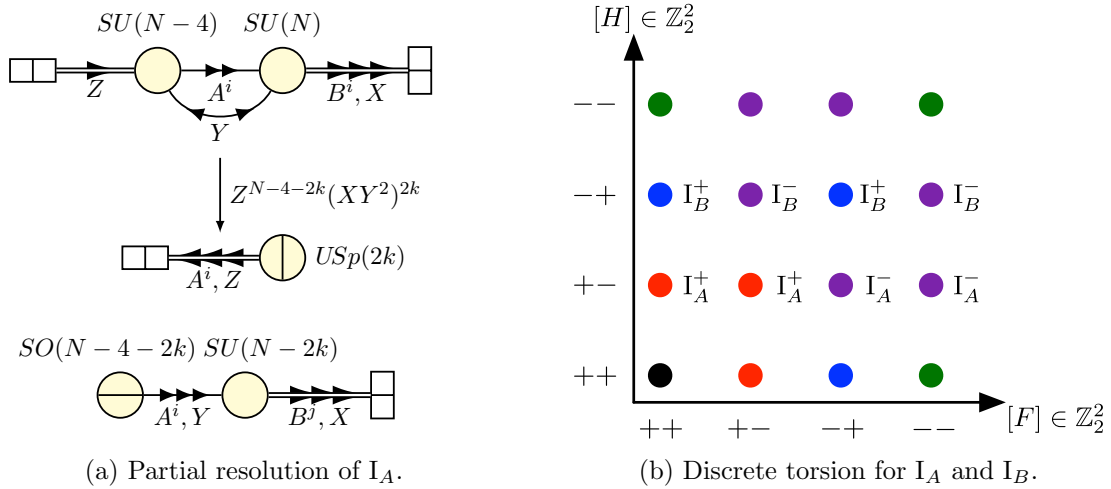 SU(N − 4) SU(N)
Z A^i B^i, X
Y
Z^{N−4−2k}(XY^2)^{2k}
USp(2k)
A^i, Z
SO(N − 4 − 2k) SU(N − 2k)
A^i, Y B^j, X
(a) Partial resolution of I_A.
[H] ∈ ℤ_2^2
−−
−+ I_B^+ I_B^- I_B^+ I_B^-
+− I_A^+ I_A^+ I_A^- I_A^-
++
++ +− −+ −− [F] ∈ ℤ_2^2
(b) Discrete torsion for I_A and I_B.